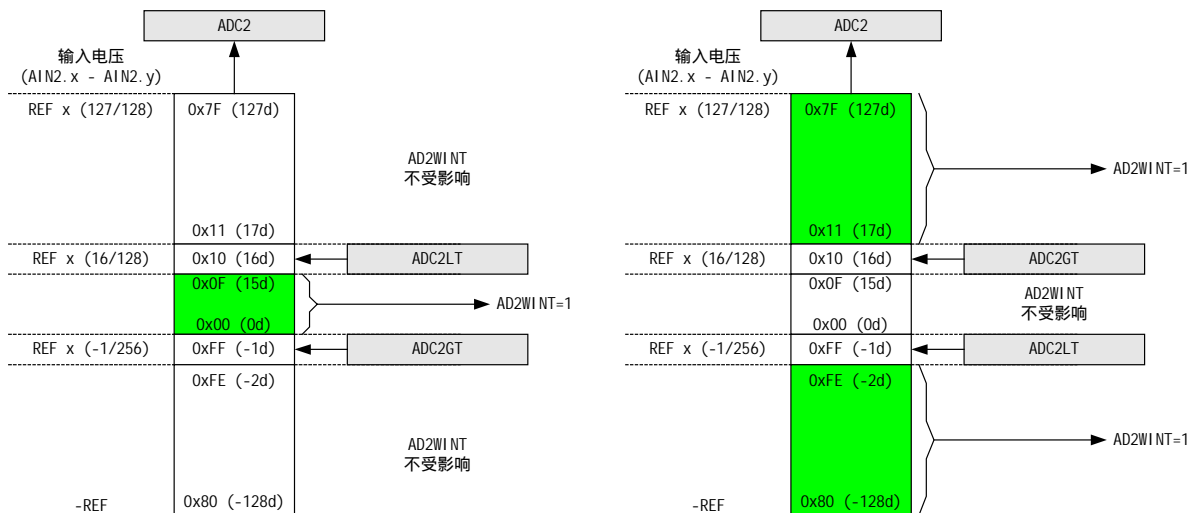 ADC2
输入电压
(AIN2.x - AIN2.y)
REF x (127/128)
0x7F (127d)
AD2WINT
不受影响
0x11 (17d)
REF x (16/128)
0x10 (16d)
ADC2LT
0x0F (15d)
AD2WINT=1
0x00 (0d)
REF x (-1/256)
0xFF (-1d)
ADC2GT
0xFE (-2d)
AD2WINT
不受影响
-REF
0x80 (-128d)
ADC2
输入电压
(AIN2.x - AIN2.y)
REF x (127/128)
0x7F (127d)
AD2WINT=1
0x11 (17d)
REF x (16/128)
0x10 (16d)
ADC2GT
0x0F (15d)
AD2WINT
不受影响
0x00 (0d)
REF x (-1/256)
0xFF (-1d)
ADC2LT
0xFE (-2d)
AD2WINT=1
-REF
0x80 (-128d)